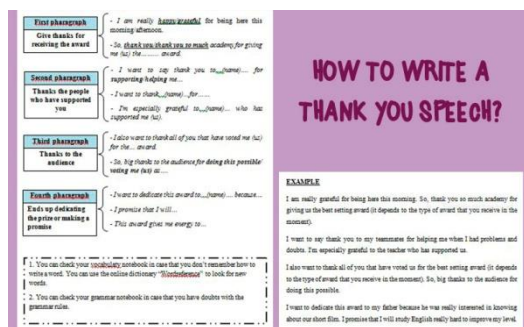 First pharagraph
Give thanks for
receiving the award
- I am really happy/grateful for being here this
morning/afternoon.
- So, thank you/thank you to much academy for giving
me (us) the.......... award.
Second pharagraph
Thanks the people
who have supported
you
- I want to say thank you to...(name).... for
supporting/helping me...
- I want to thank...(name)...for.......
- I'm especially grateful to...(name)... who has
supported me (us).
Third pharagraph
Thanks to the
audience
- I also want to thank all of you that have voted me (us)
for the... award.
- So, big thanks to the audience for doing this possible/
voting me (us) as....
Fourth pharagraph
Ends up dedicating
the prize or making a
promise
- I want to dedicate this award to....(name).... because....
- I promise that I will...
- This award gives me energy to...
1. You can check your vocabulary notebook in case that you don't remember how to
write a word. You can use the online dictionary "Wordreference" to look for new
words.
2. You can check your grammar notebook in case that you have doubts with the
grammar rules.
HOW TO WRITE A
THANK YOU SPEECH?
EXAMPLE
I am really grateful for being here this morning. So, thank you so much academy for
giving us the best setting award (it depends to the type of award that you receive in the
moment).
I want to say thank you to my teammates for helping me when I had problems and
doubts. I'm especially grateful to the teacher who has supported us.
I also want to thank all of you that have voted us for the best setting award (it depends
to the type of award that you receive in the moment). So, big thanks to the audience for
doing this possible.
I want to dedicate this award to my father because he was really interested in knowing
about our short film. I promise that I will study English really hard to improve my level.